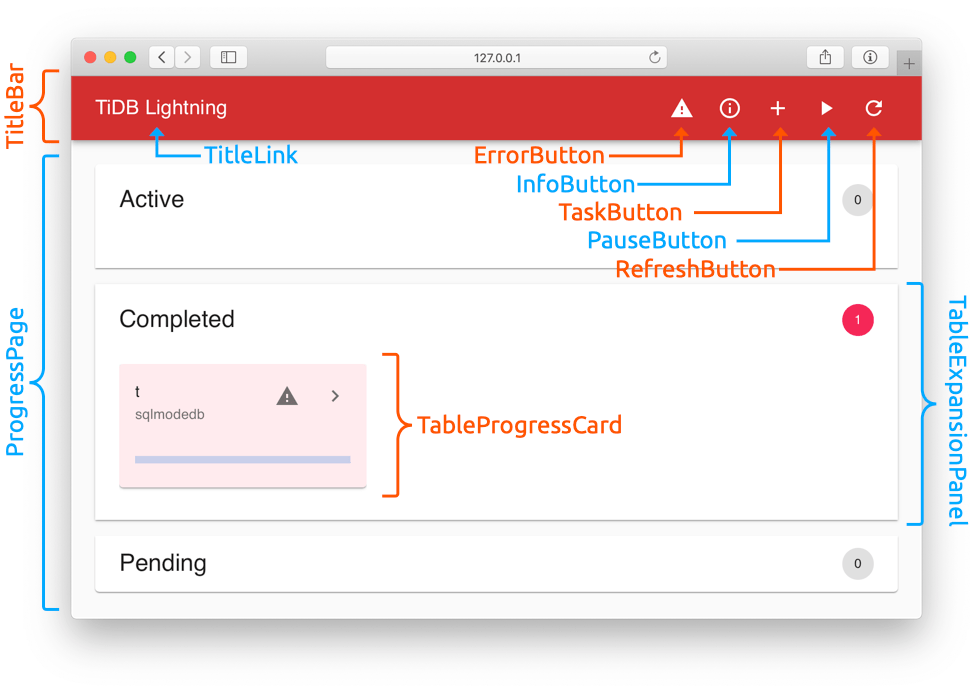 127.0.0.1
TitleBar
TiDB Lightning
TitleLink
ErrorButton
InfoButton
TaskButton
PauseButton
RefreshButton
Active
0
ProgressPage
Completed
1
TableExpansionPanel
t
sqlmodedb
TableProgressCard
Pending
0